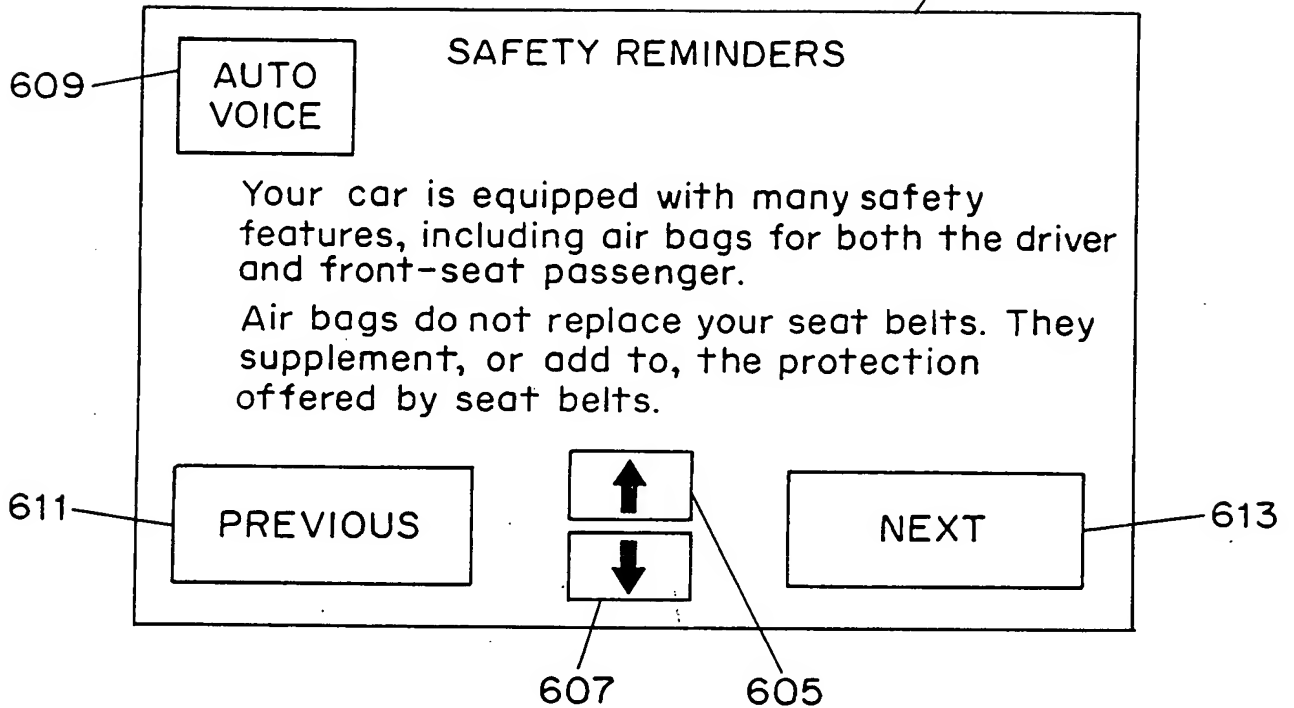 SAFETY REMINDERS
609
AUTO
VOICE
Your car is equipped with many safety
features, including air bags for both the driver
and front-seat passenger.
Air bags do not replace your seat belts. They
supplement, or add to, the protection
offered by seat belts.
611
PREVIOUS
NEXT
613
607
605